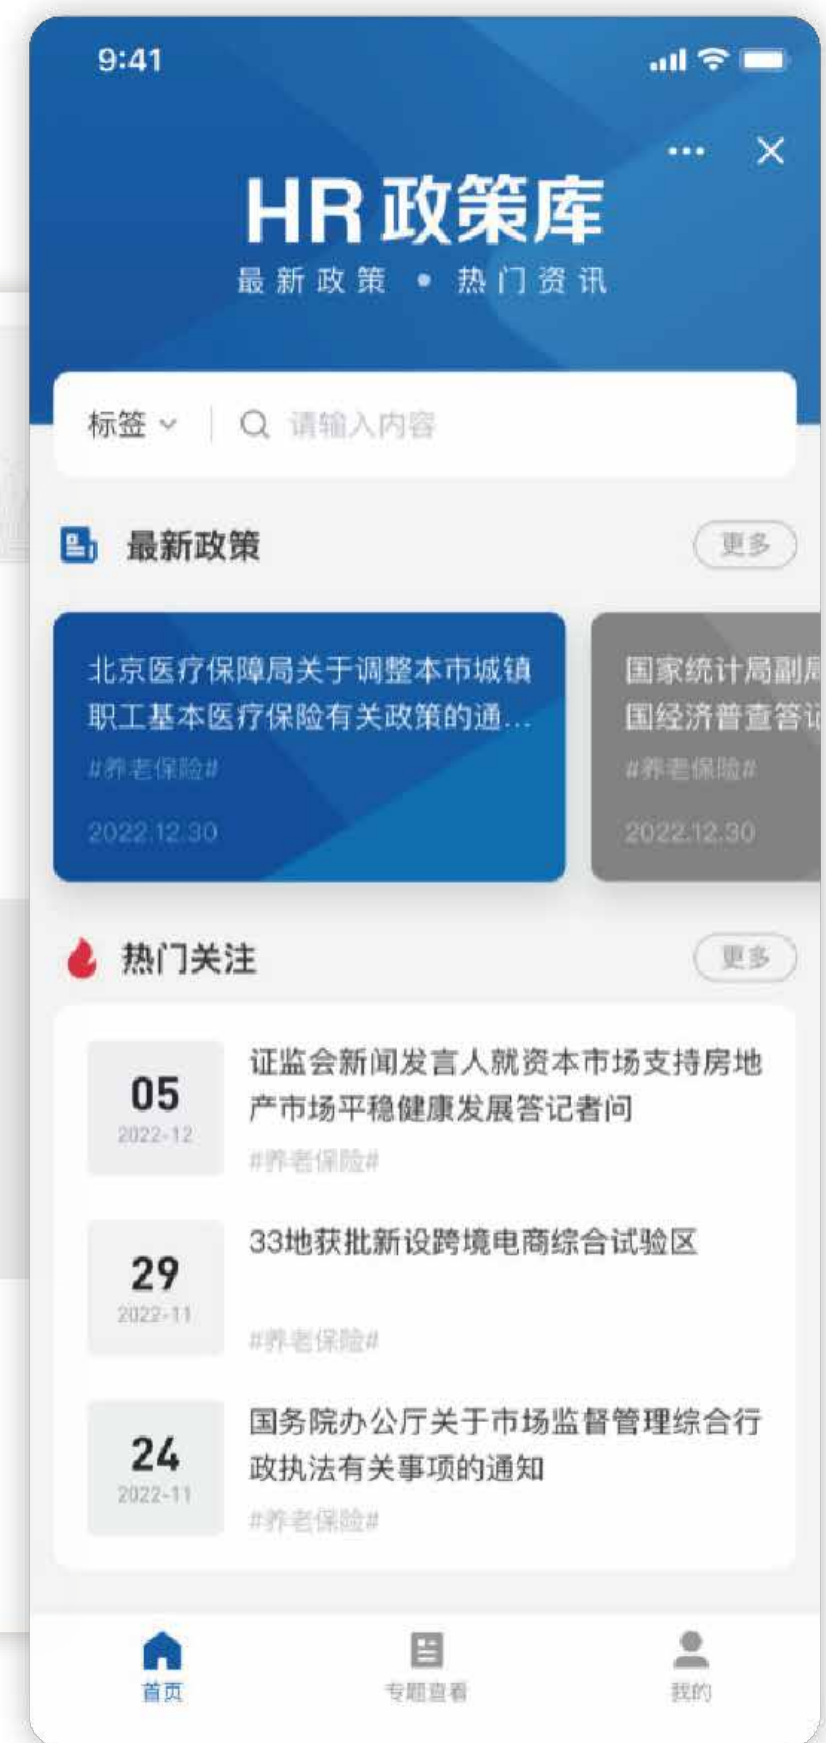 9:41
HR 政策库
最新政策 • 热门资讯
标签 请输入内容
最新政策 更多
北京医疗保障局关于调整本市城镇
职工基本医疗保险有关政策的通...
#养老保险#
2022.12.30
国家统计局副局
国经济普查答记
#养老保险#
2022.12.30
热门关注 更多
05
2022-12
证监会新闻发言人就资本市场支持房地
产市场平稳健康发展答记者问
#养老保险#
29
2022-11
33地获批新设跨境电商综合试验区
#养老保险#
24
2022-11
国务院办公厅关于市场监督管理综合行
政执法有关事项的通知
#养老保险#
首页 专题查看 我的